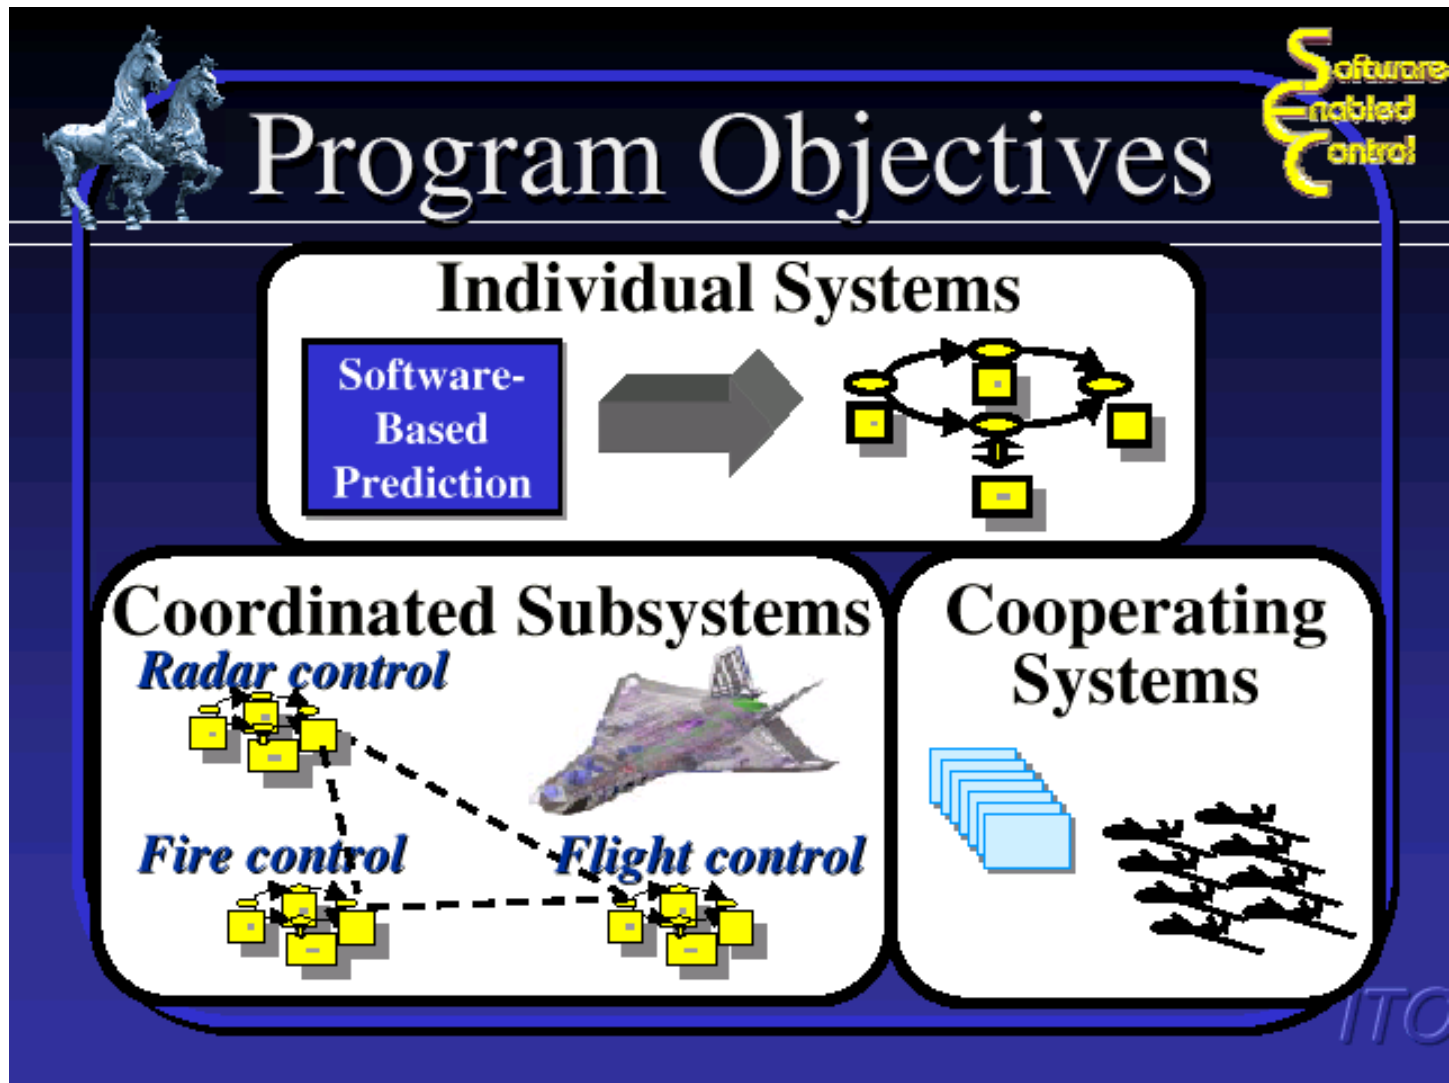 Program Objectives
Software
Enabled
Control
Individual Systems
Software-
Based
Prediction
Coordinated Subsystems
Radar control
Fire control
Flight control
Cooperating
Systems
ITO